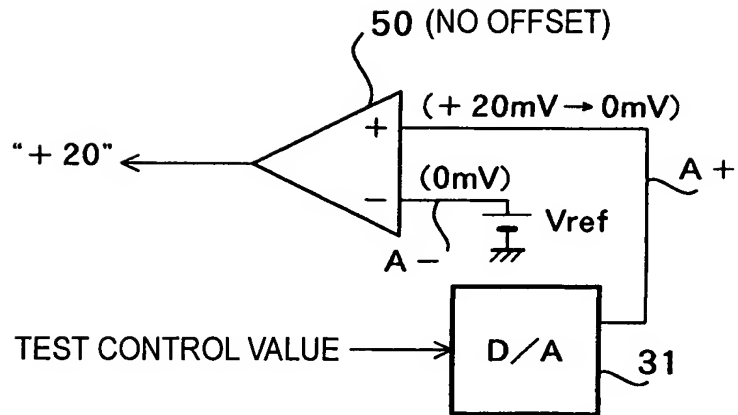 50 (NO OFFSET)
(+ 20mV → 0mV)
+
"+ 20"
A +
(0mV)
−
Vref
A −
TEST CONTROL VALUE
D/A
31